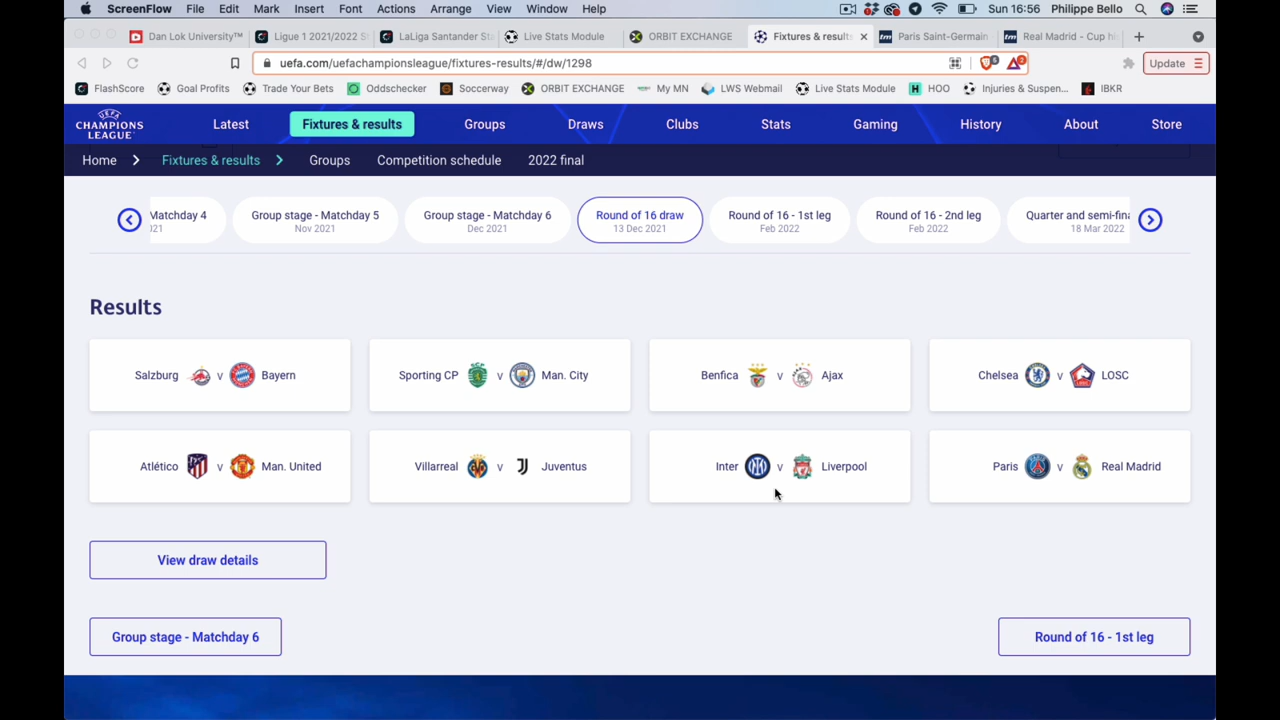 ScreenFlow File Edit Mark Insert Font Actions Arrange View Window Help Sun 16:56 Philippe Bello
Dan Lok University™ Ligue 1 2021/2022 LaLiga Santander Live Stats Module ORBIT EXCHANGE Fixtures & results Paris Saint-Germain Real Madrid - Cup
uefa.com/uefachampionsleague/fixtures-results/#/dw/1298 Update
FlashScore Goal Profits Trade Your Bets Oddschecker Soccerway ORBIT EXCHANGE My MN LWS Webmail Live Stats Module HOO Injuries & Suspen... IBKR
UEFA CHAMPIONS LEAGUE Latest Fixtures & results Groups Draws Clubs Stats Gaming History About Store
Home Fixtures & results Groups Competition schedule 2022 final
Matchday 4 Group stage - Matchday 5 Group stage - Matchday 6 Round of 16 draw Round of 16 - 1st leg Round of 16 - 2nd leg Quarter and semi-fina
021 Nov 2021 Dec 2021 13 Dec 2021 Feb 2022 Feb 2022 18 Mar 2022
Results
Salzburg v Bayern Sporting CP v Man. City Benfica v Ajax Chelsea v LOSC
Atlético v Man. United Villarreal v Juventus Inter v Liverpool Paris v Real Madrid
View draw details
Group stage - Matchday 6 Round of 16 - 1st leg